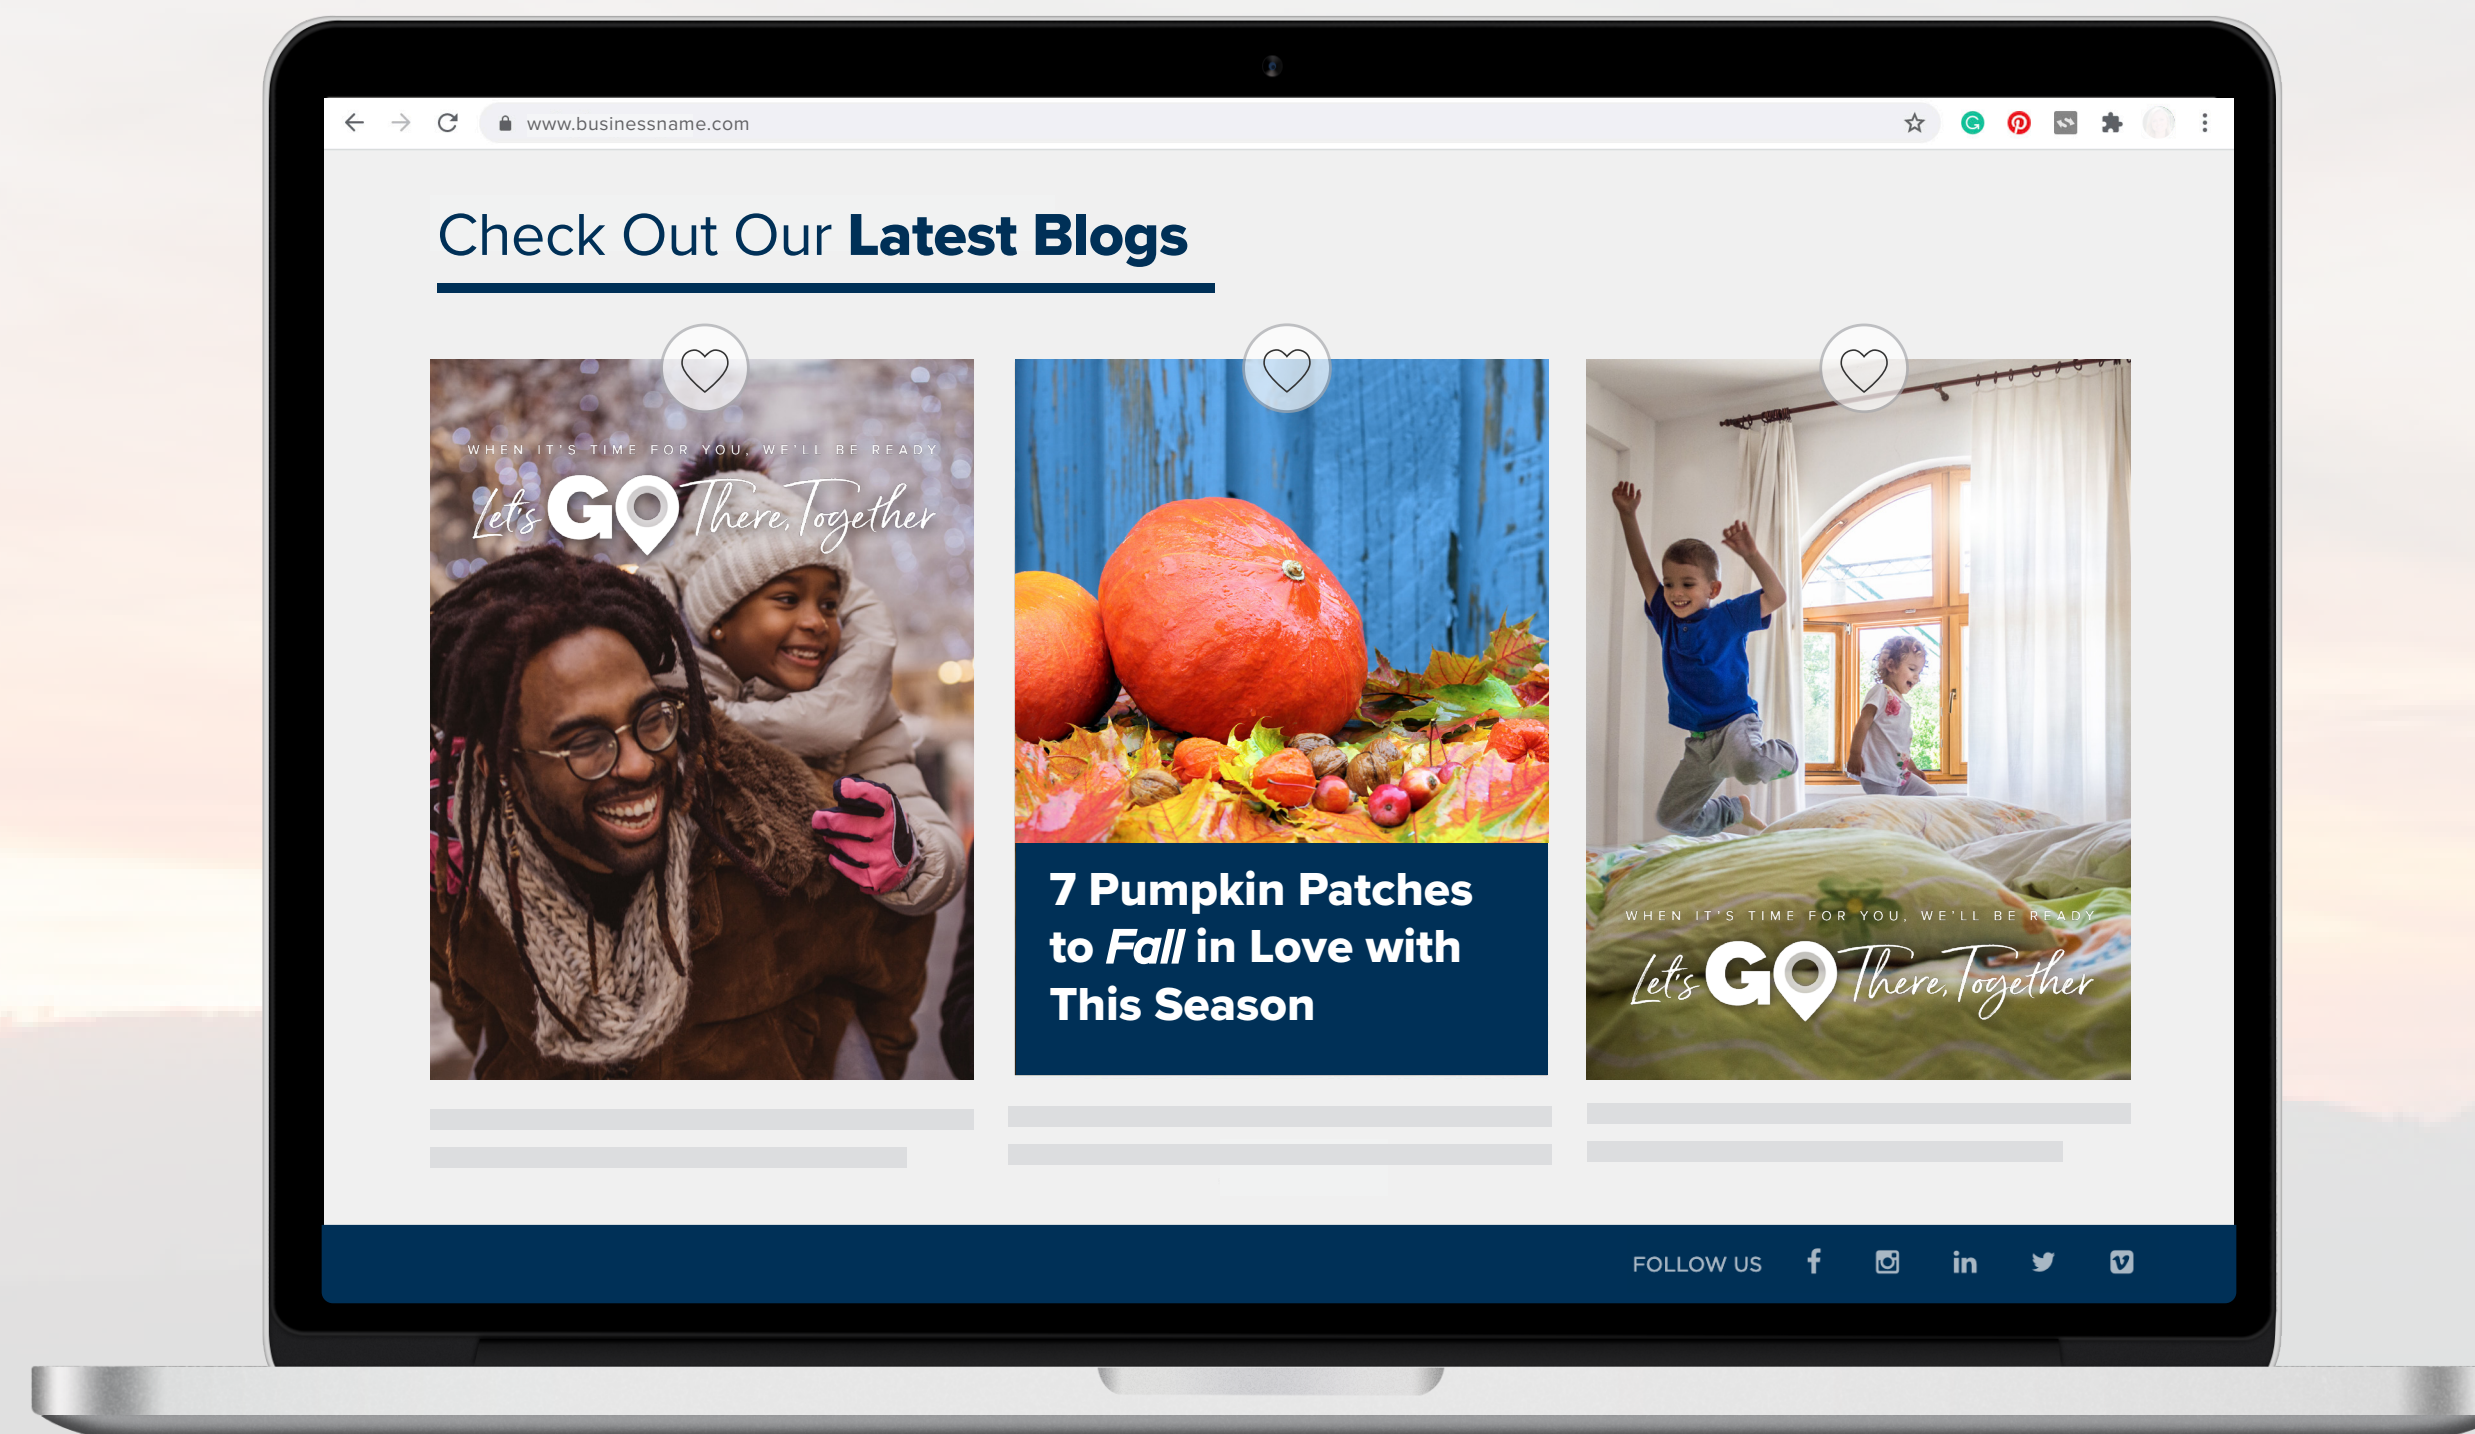 www.businessname.com
Check Out Our Latest Blogs
WHEN IT'S TIME FOR YOU, WE'LL BE READY
Let's GO There, Together
7 Pumpkin Patches
to Fall in Love with
This Season
WHEN IT'S TIME FOR YOU, WE'LL BE READY
Let's GO There, Together
FOLLOW US